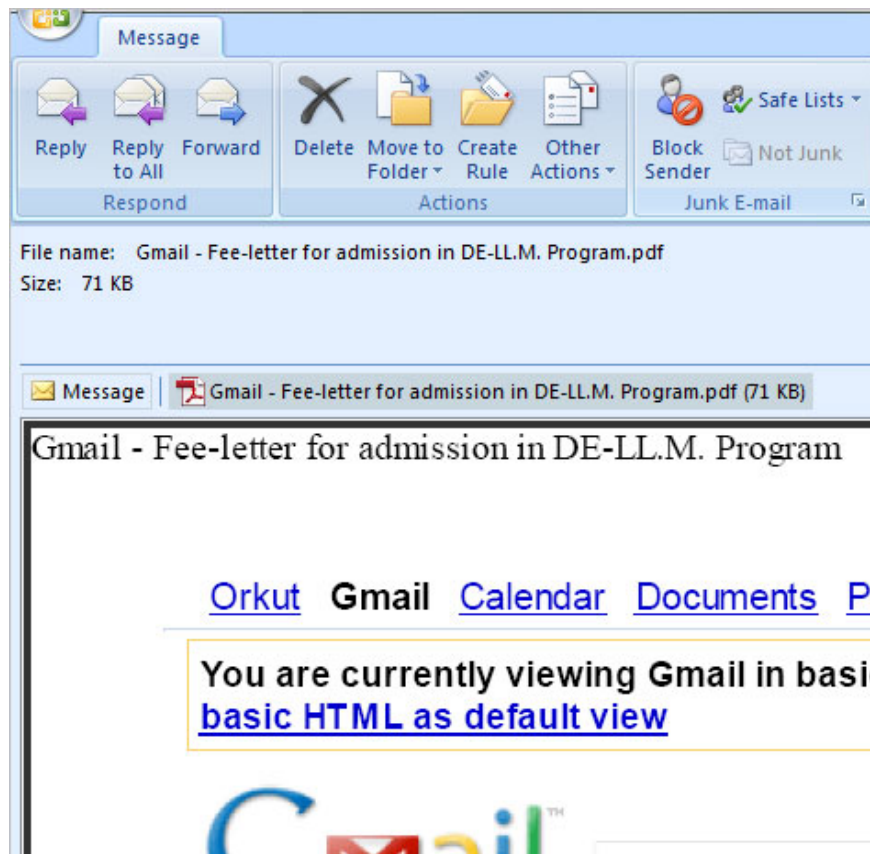 Message
Reply
Reply to All
Forward
Delete
Move to Folder
Create Rule
Other Actions
Block Sender
Safe Lists
Not Junk
Respond
Actions
Junk E-mail
File name: Gmail - Fee-letter for admission in DE-LL.M. Program.pdf
Size: 71 KB
Message
Gmail - Fee-letter for admission in DE-LL.M. Program.pdf (71 KB)
Gmail - Fee-letter for admission in DE-LL.M. Program
Orkut Gmail Calendar Documents P
You are currently viewing Gmail in basi
basic HTML as default view
Gmail™